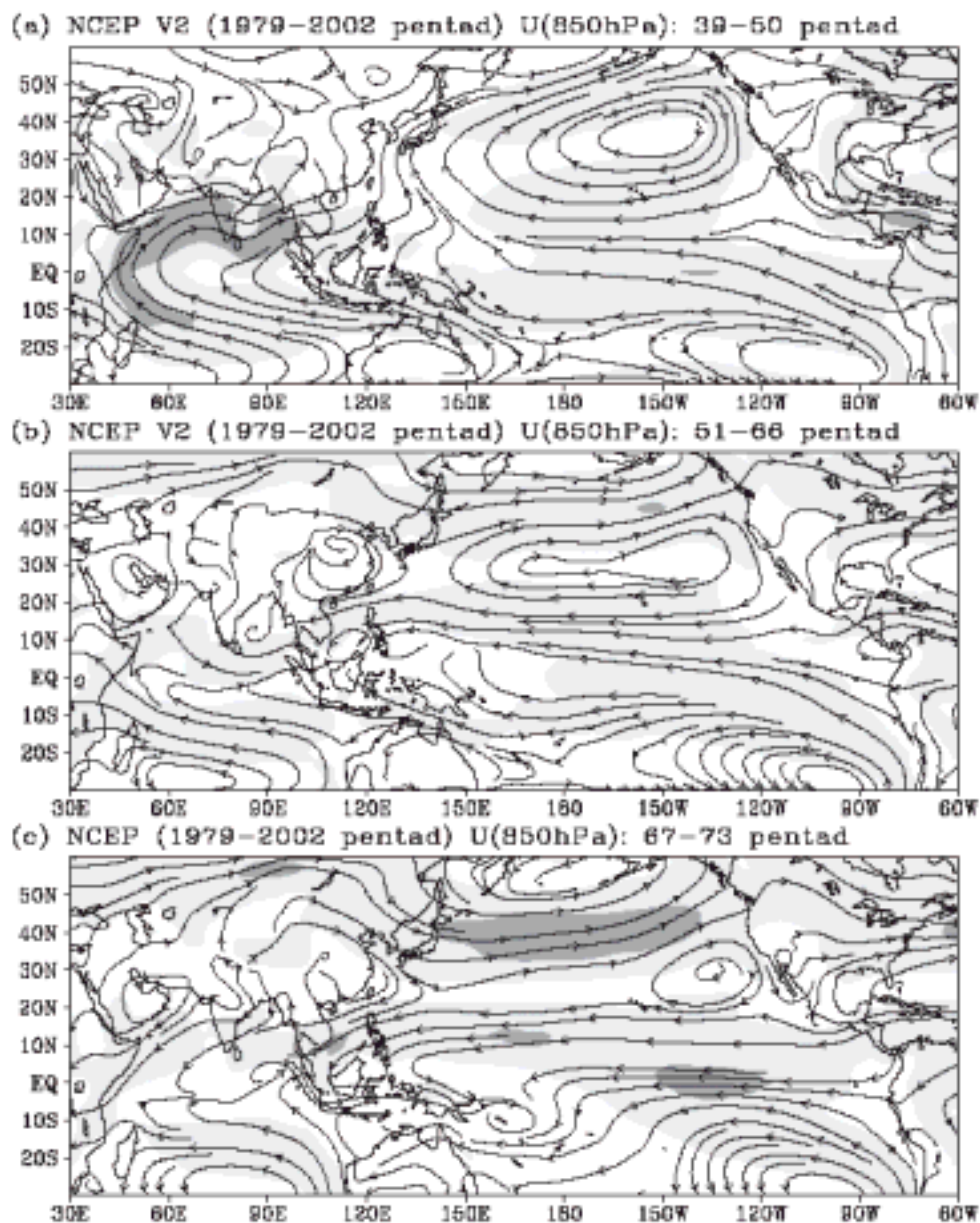 (a) NCEP V2 (1979-2002 pentad) U(850hPa): 39-50 pentad
50N
40N
30N
20N
10N
EQ
10S
20S
30E 60E 90E 120E 150E 180 150W 120W 90W 60W
(b) NCEP V2 (1979-2002 pentad) U(850hPa): 51-66 pentad
50N
40N
30N
20N
10N
EQ
10S
20S
30E 60E 90E 120E 150E 180 150W 120W 90W 60W
(c) NCEP (1979-2002 pentad) U(850hPa): 67-73 pentad
50N
40N
30N
20N
10N
EQ
10S
20S
30E 60E 90E 120E 150E 180 150W 120W 90W 60W